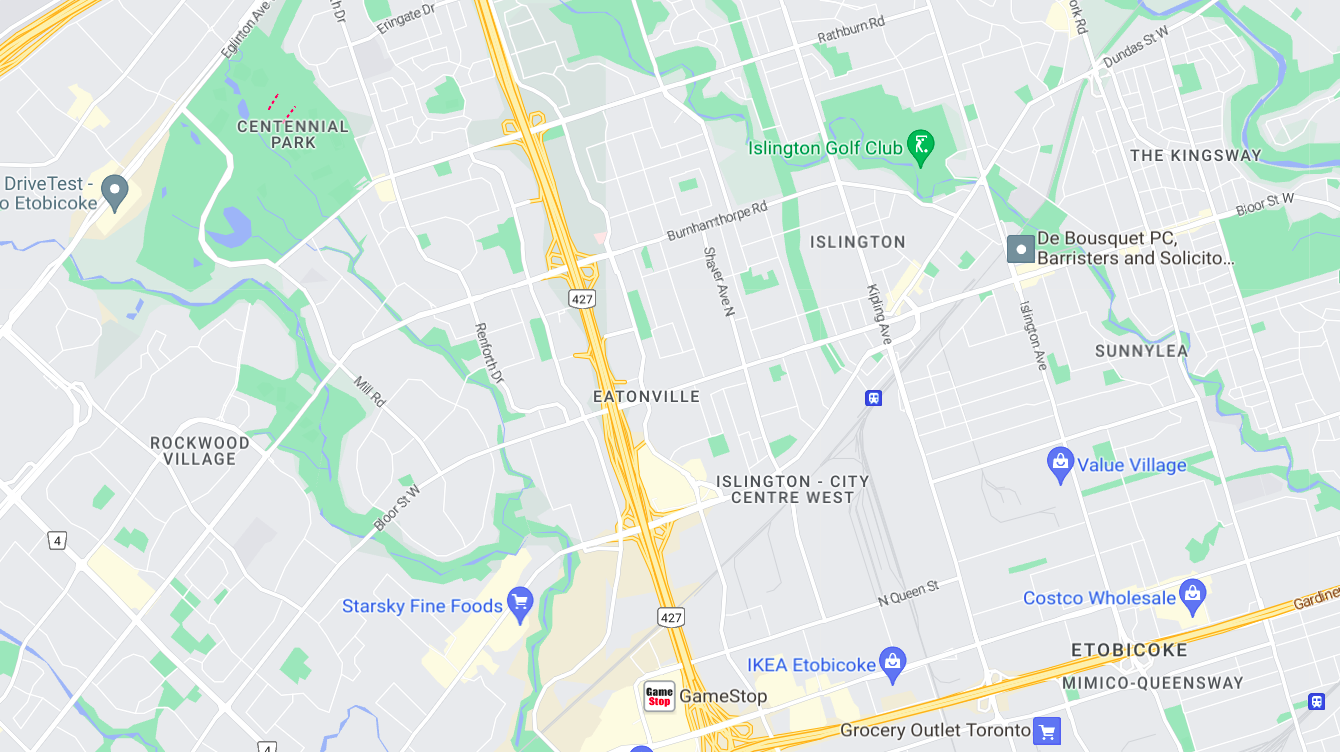 Eringate Dr
Rathburn Rd
Dundas St W
Eglinton Ave
CENTENNIAL
PARK
Islington Golf Club
THE KINGSWAY
DriveTest -
o Etobicoke
Bloor St W
Burnhamthorpe Rd
ISLINGTON
De Bousquet PC,
Barristers and Solicito...
Shaver Ave N
427
Kipling Ave
Islington Ave
Renforth Dr
SUNNYLEA
Mill Rd
EATONVILLE
ROCKWOOD
VILLAGE
Value Village
ISLINGTON - CITY
CENTRE WEST
Bloor St W
4
N Queen St
Costco Wholesale
Gardiner
Starsky Fine Foods
427
ETOBICOKE
IKEA Etobicoke
MIMICO-QUEENSWAY
Game
Stop
GameStop
Grocery Outlet Toronto
4